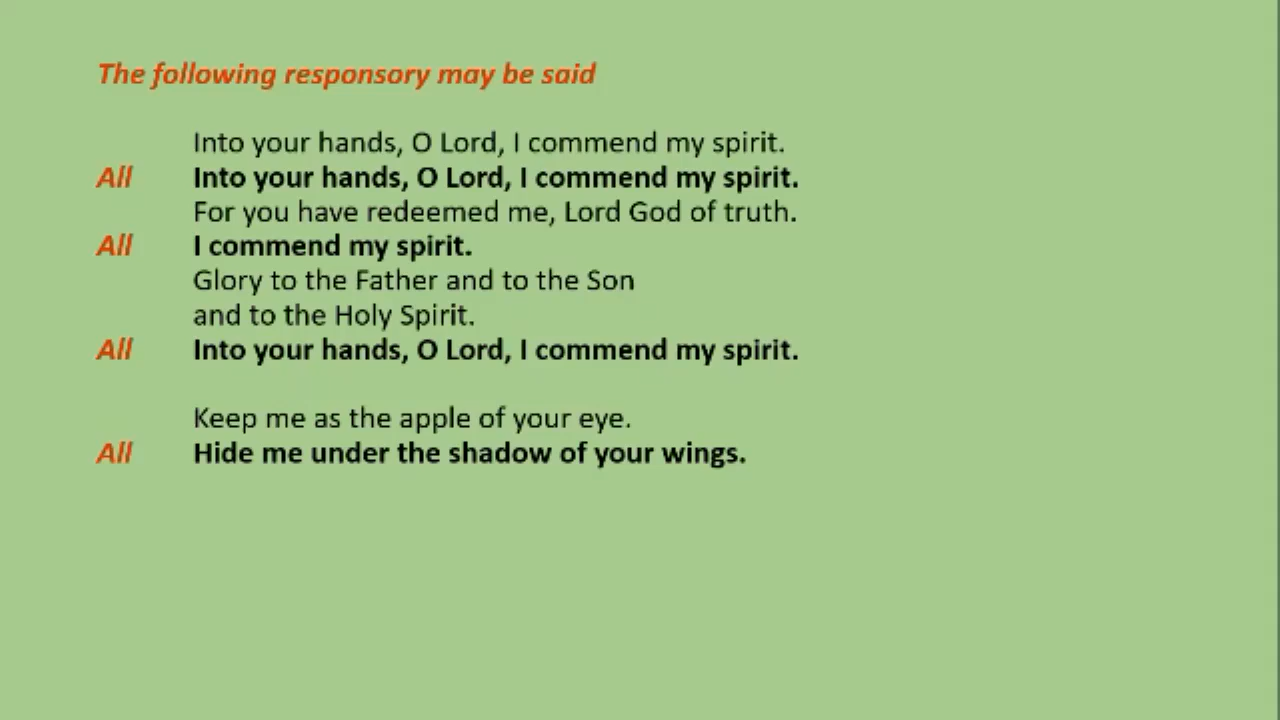 The following responsory may be said
Into your hands, O Lord, I commend my spirit.
All Into your hands, O Lord, I commend my spirit.
For you have redeemed me, Lord God of truth.
All I commend my spirit.
Glory to the Father and to the Son
and to the Holy Spirit.
All Into your hands, O Lord, I commend my spirit.
Keep me as the apple of your eye.
All Hide me under the shadow of your wings.